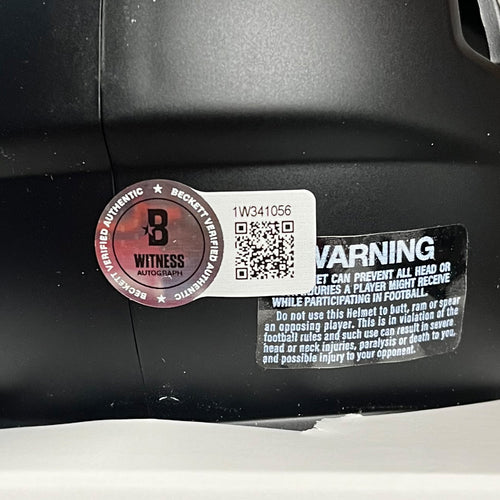 BECKETT VERIFIED AUTHENTIC ★ BECKETT VERIFIED AUTHENTIC ★
B
WITNESS
AUTOGRAPH
1W341056
WARNING
CAN PREVENT ALL HEAD OR
INJURIES A PLAYER MIGHT RECEIVE
WHILE PARTICIPATING IN FOOTBALL.
Do not use this Helmet to butt, ram or spear
an opposing player. This is in violation of the
football rules and such use can result in severe
head or neck injuries, paralysis or death to you,
and possible injury to your opponent.